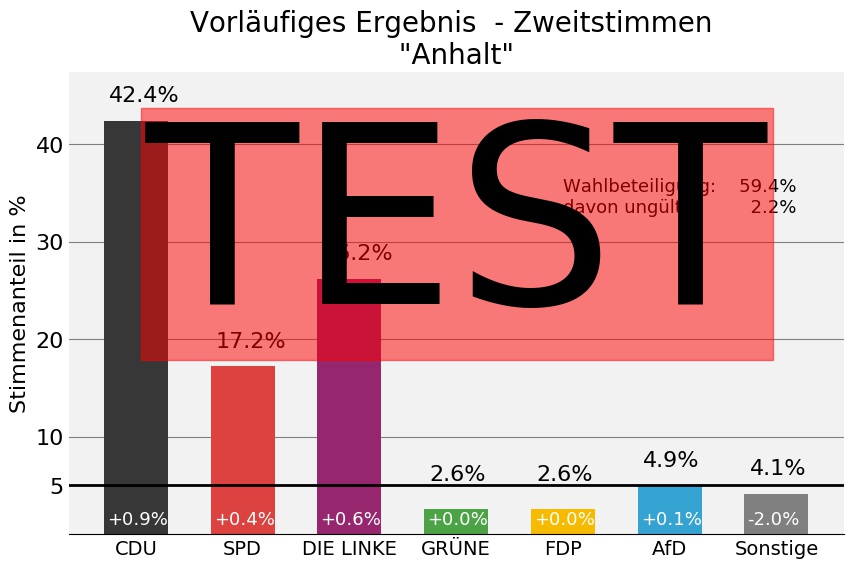 Vorläufiges Ergebnis - Zweitstimmen
"Anhalt"
Stimmenanteil in %
40
30
20
10
5
TEST
Wahlbeteiligung: 59.4%
davon 2.2%
42.4%
17.2%
2.6%
2.6%
4.9%
4.1%
+0.9%
+0.4%
+0.6%
+0.0%
+0.0%
+0.1%
-2.0%
CDU
SPD
DIE LINKE
GRÜNE
FDP
AfD
Sonstige